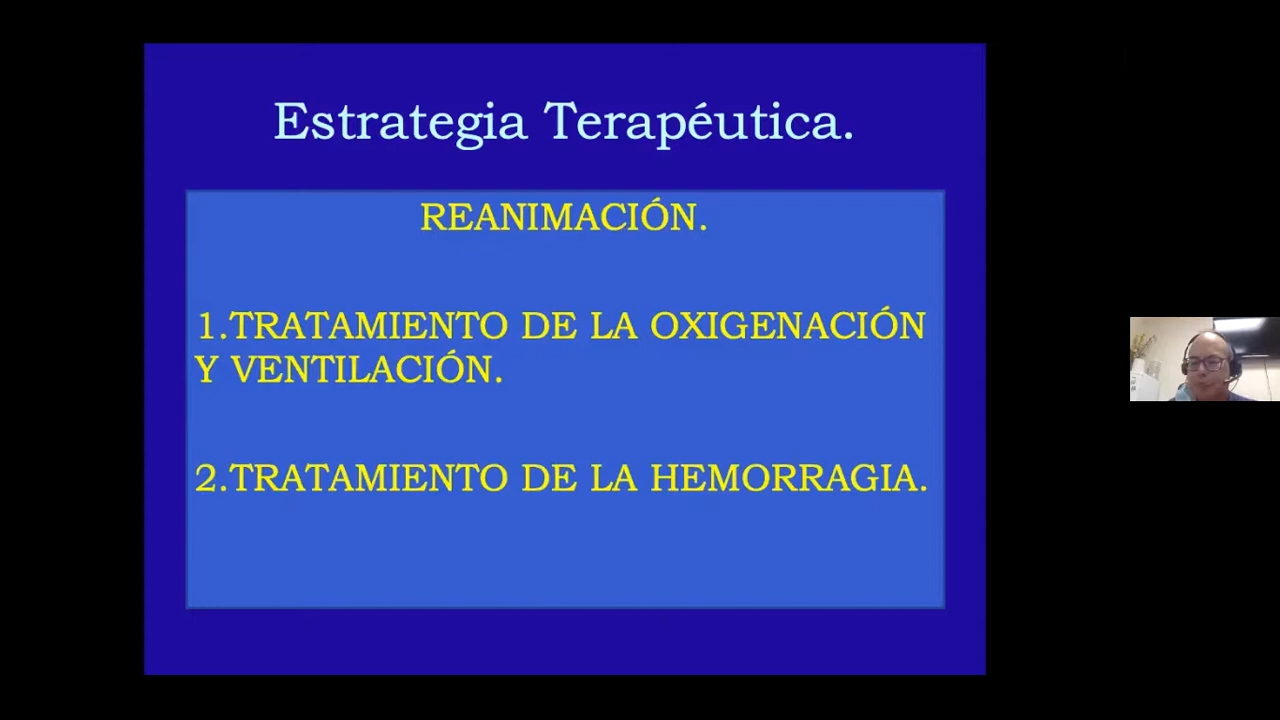 Estrategia Terapéutica.
REANIMACIÓN.
1.TRATAMIENTO DE LA OXIGENACIÓN
Y VENTILACIÓN.
2.TRATAMIENTO DE LA HEMORRAGIA.